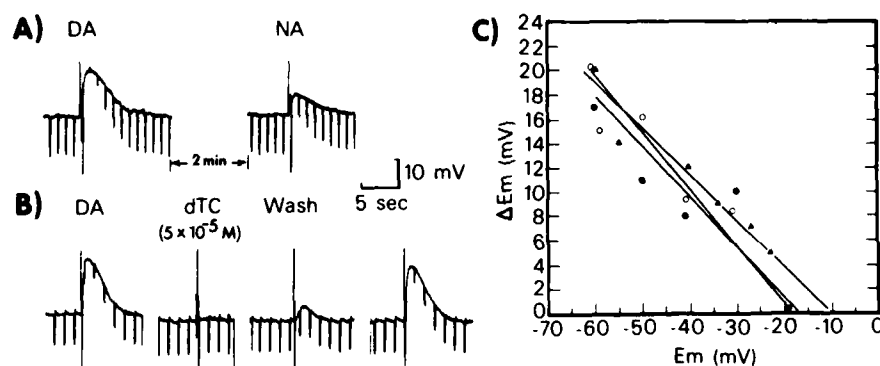 A) DA NA
2 min
10 mV
5 sec
B) DA dTC Wash
(5 x 10⁻⁵ M)
C)
24
22
20
18
16
14
12
10
8
6
4
2
0
ΔEm (mV)
-70 -60 -50 -40 -30 -20 -10 0
Em (mV)